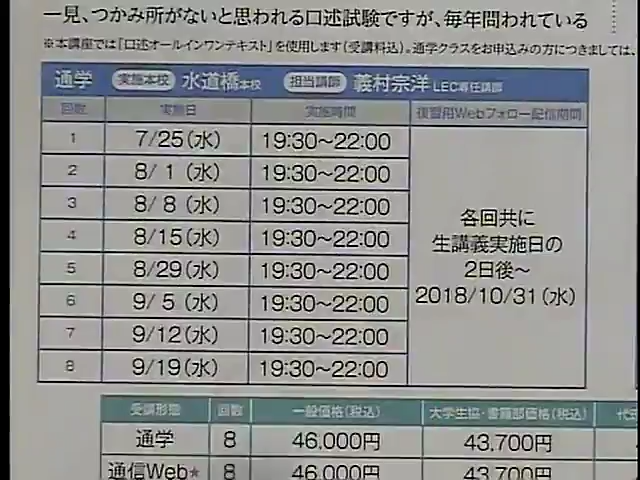 一見、つかみ所がないと思われる口述試験ですが、毎年問われている
※本講座では「口述オールインワンテキスト」を使用します(受講料込)。通学クラスをお申込みの方につきましては、
通学 実施本校 水道橋本校 担当講師 義村宗洋 LEC専任講師
回数 実施日 実施時間 復習用Webフォロー配信期間
1 7/25(水) 19:30〜22:00
2 8/ 1(水) 19:30〜22:00
3 8/ 8(水) 19:30〜22:00
4 8/15(水) 19:30〜22:00
5 8/29(水) 19:30〜22:00
6 9/ 5(水) 19:30〜22:00
7 9/12(水) 19:30〜22:00
8 9/19(水) 19:30〜22:00
各回共に
生講義実施日の
2日後〜
2018/10/31(水)
受講形態 回数 一般価格(税込) 大学生協・書籍部価格(税込) 代
通学 8 46,000円 43,700円
通信Web★ 8 46,000円 43,700円